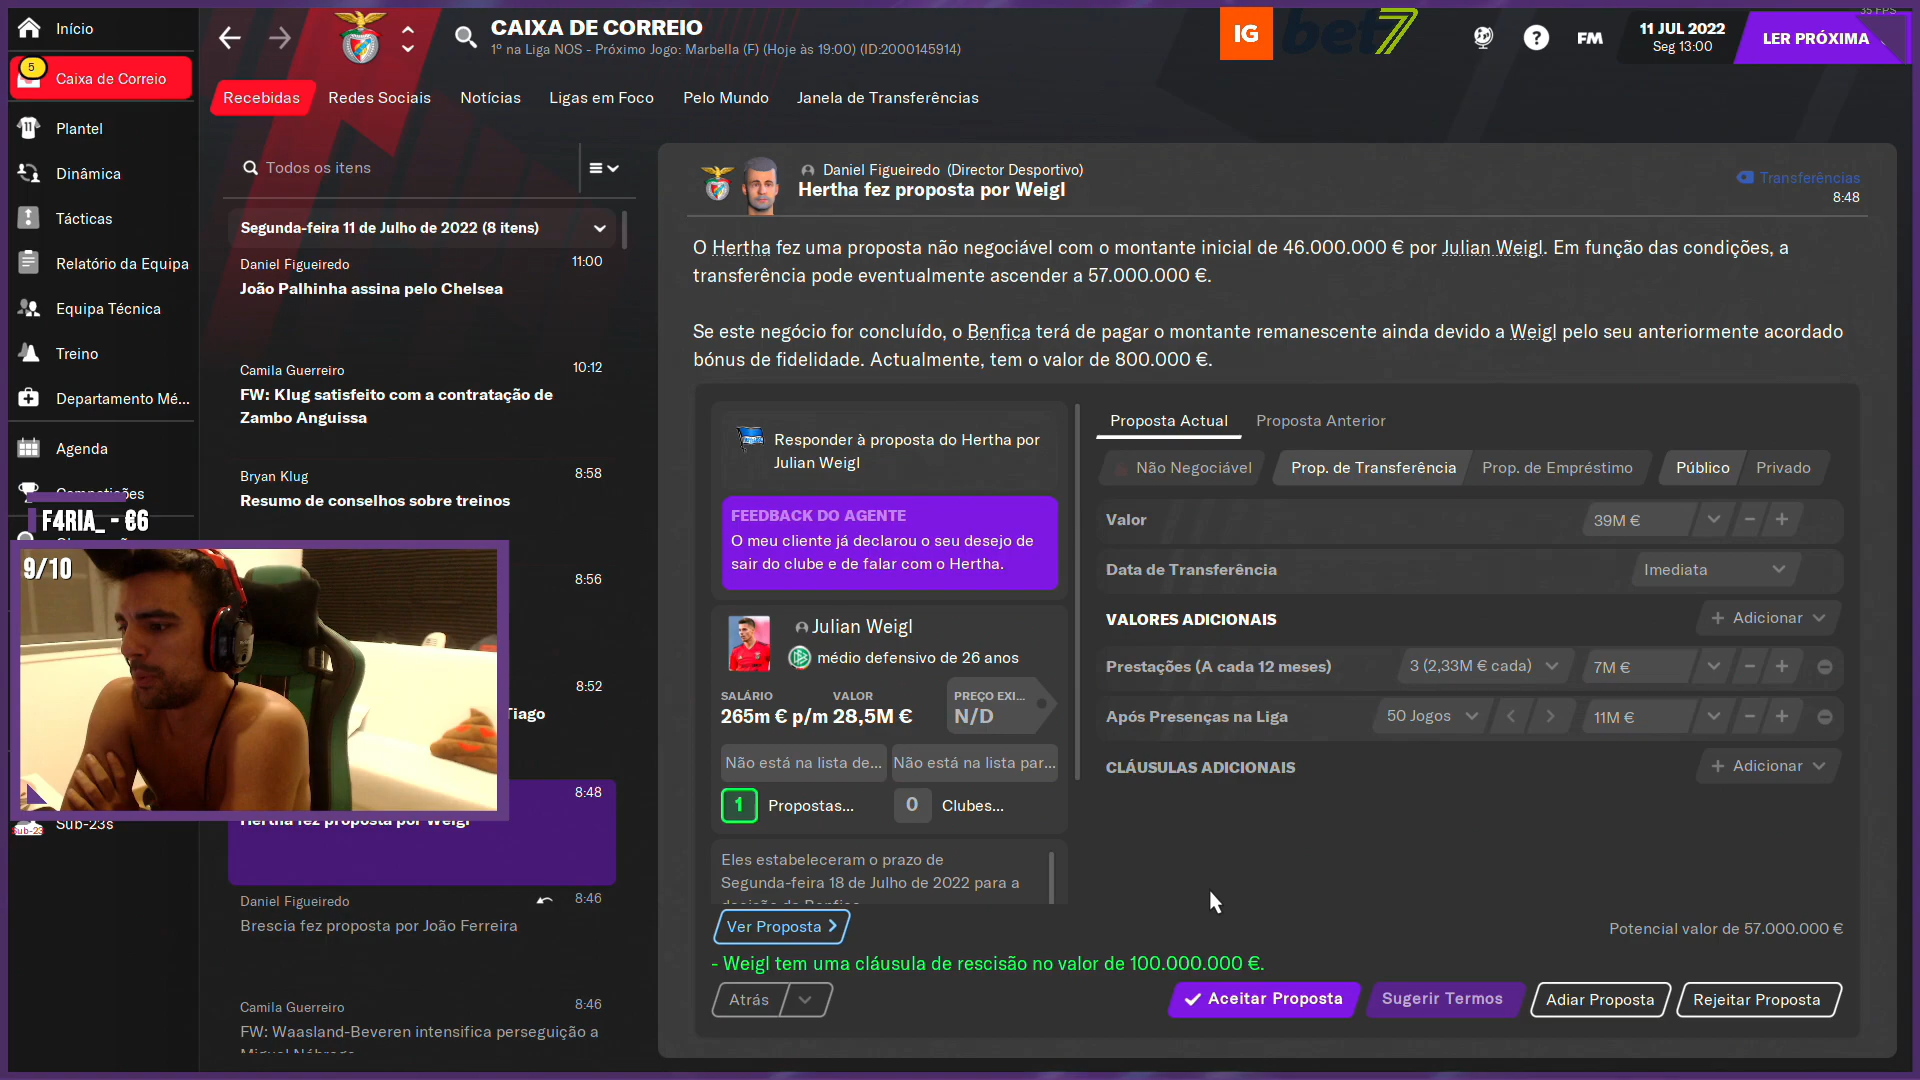 Início
5
Caixa de Correio
Plantel
Dinâmica
Tácticas
Relatório da Equipa
Equipa Técnica
Treino
Departamento Mé...
Agenda
F4RIA_ - €6
9/10
Sub-23
Sub-23s
CAIXA DE CORREIO
1º na Liga NOS - Próximo Jogo: Marbella (F) (Hoje às 19:00) (ID:2000145914)
IG
bet7
?
FM
35 FPS
11 JUL 2022
Seg 13:00
LER PRÓXIMA
Recebidas
Redes Sociais
Notícias
Ligas em Foco
Pelo Mundo
Janela de Transferências
Todos os itens
Segunda-feira 11 de Julho de 2022 (8 itens)
Daniel Figueiredo
11:00
João Palhinha assina pelo Chelsea
Camila Guerreiro
10:12
FW: Klug satisfeito com a contratação de
Zambo Anguissa
Bryan Klug
8:58
Resumo de conselhos sobre treinos
8:56
8:52
Tiago
8:48
Hertha fez proposta por Weigl
Daniel Figueiredo
8:46
Brescia fez proposta por João Ferreira
Camila Guerreiro
8:46
FW: Waasland-Beveren intensifica perseguição a
Miguel Nóbrega
Daniel Figueiredo (Director Desportivo)
Hertha fez proposta por Weigl
Transferências
8:48
O Hertha fez uma proposta não negociável com o montante inicial de 46.000.000 € por Julian Weigl. Em função das condições, a
transferência pode eventualmente ascender a 57.000.000 €.
Se este negócio for concluído, o Benfica terá de pagar o montante remanescente ainda devido a Weigl pelo seu anteriormente acordado
bónus de fidelidade. Actualmente, tem o valor de 800.000 €.
Responder à proposta do Hertha por
Julian Weigl
FEEDBACK DO AGENTE
O meu cliente já declarou o seu desejo de
sair do clube e de falar com o Hertha.
Julian Weigl
médio defensivo de 26 anos
SALÁRIO
VALOR
PREÇO EXI...
265m € p/m
28,5M €
N/D
Não está na lista de...
Não está na lista par...
1
Propostas...
0
Clubes...
Eles estabeleceram o prazo de
Segunda-feira 18 de Julho de 2022 para a
decisão do Benfica
Ver Proposta
- Weigl tem uma cláusula de rescisão no valor de 100.000.000 €.
Atrás
Proposta Actual
Proposta Anterior
Não Negociável
Prop. de Transferência
Prop. de Empréstimo
Público
Privado
Valor
39M €
Data de Transferência
Imediata
VALORES ADICIONAIS
+ Adicionar
Prestações (A cada 12 meses)
3 (2,33M € cada)
7M €
Após Presenças na Liga
50 Jogos
11M €
CLÁUSULAS ADICIONAIS
+ Adicionar
Potencial valor de 57.000.000 €
Aceitar Proposta
Sugerir Termos
Adiar Proposta
Rejeitar Proposta